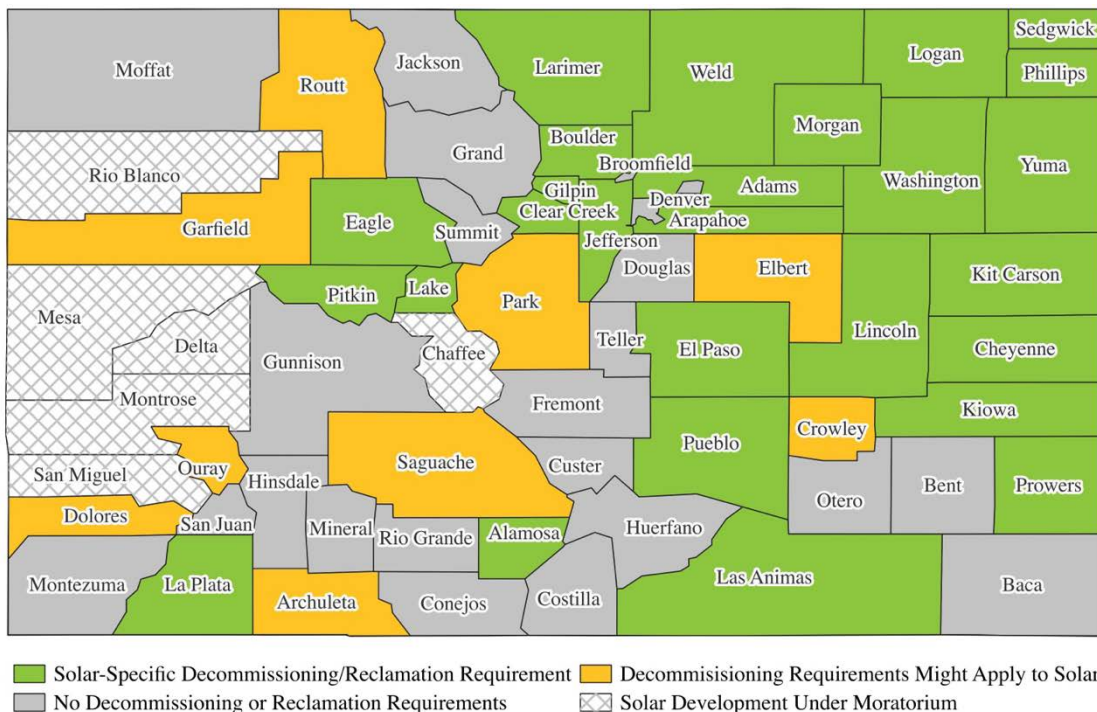 Sedgwick
Logan
Moffat
Jackson
Larimer
Weld
Phillips
Routt
Morgan
Boulder
Grand
Broomfield
Yuma
Rio Blanco
Washington
Gilpin
Adams
Denver
Clear Creek
Arapahoe
Eagle
Garfield
Summit
Jefferson
Douglas
Elbert
Kit Carson
Pitkin
Lake
Park
Mesa
Lincoln
Teller
Delta
Gunnison
Chaffee
El Paso
Cheyenne
Montrose
Fremont
Kiowa
Crowley
Pueblo
Saguache
San Miguel
Ouray
Custer
Hinsdale
Bent
Prowers
Otero
Dolores
San Juan
Mineral
Rio Grande
Alamosa
Huerfano
Montezuma
La Plata
Las Animas
Baca
Archuleta
Conejos
Costilla
Solar-Specific Decommissioning/Reclamation Requirement
Decommisisioning Requirements Might Apply to Solar
No Decommissioning or Reclamation Requirements
Solar Development Under Moratorium